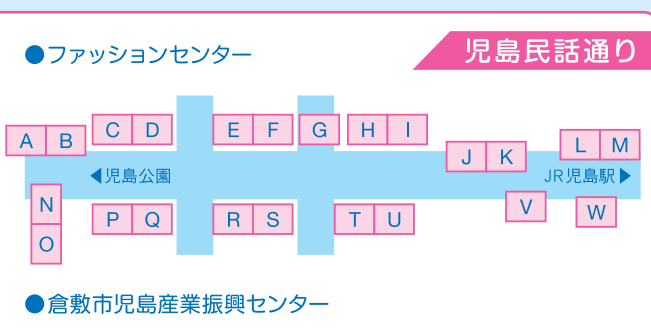 児島民話通り
●ファッションセンター
A B C D E F G H I J K L M
◀児島公園
JR児島駅▶
N O P Q R S T U V W
●倉敷市児島産業振興センター